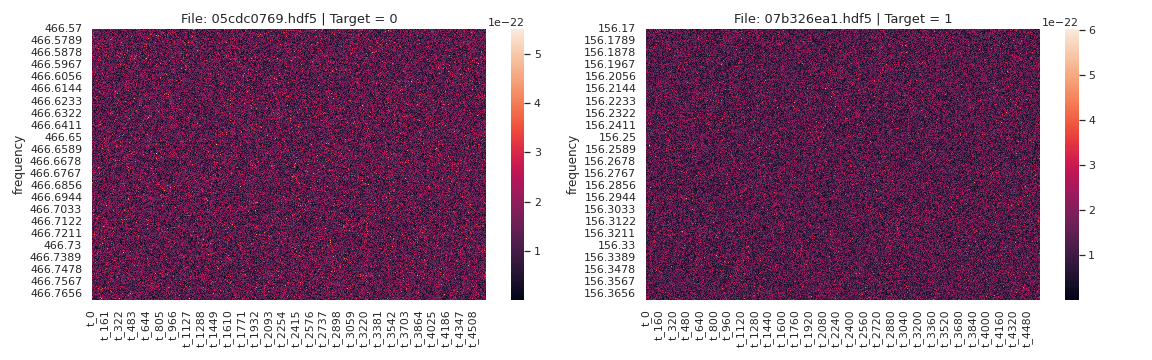 File: 05cdc0769.hdf5 | Target = 0
1e−22
466.57
466.5789
466.5878
466.5967
466.6056
466.6144
466.6233
466.6322
466.6411
466.65
466.6589
466.6678
466.6767
466.6856
466.6944
466.7033
466.7122
466.7211
466.73
466.7389
466.7478
466.7567
466.7656
frequency
5
4
3
2
1
t_0
t_161
t_322
t_483
t_644
t_805
t_966
t_1127
t_1288
t_1449
t_1610
t_1771
t_1932
t_2093
t_2254
t_2415
t_2576
t_2737
t_2898
t_3059
t_3220
t_3381
t_3542
t_3703
t_3864
t_4025
t_4186
t_4347
t_4508
File: 07b326ea1.hdf5 | Target = 1
1e−22
156.17
156.1789
156.1878
156.1967
156.2056
156.2144
156.2233
156.2322
156.2411
156.25
156.2589
156.2678
156.2767
156.2856
156.2944
156.3033
156.3122
156.3211
156.33
156.3389
156.3478
156.3567
156.3656
frequency
6
5
4
3
2
1
t_0
t_160
t_320
t_480
t_640
t_800
t_960
t_1120
t_1280
t_1440
t_1600
t_1760
t_1920
t_2080
t_2240
t_2400
t_2560
t_2720
t_2880
t_3040
t_3200
t_3360
t_3520
t_3680
t_3840
t_4000
t_4160
t_4320
t_4480